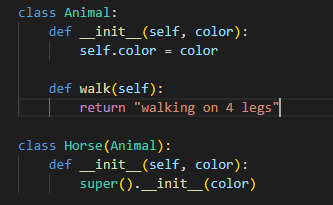 class Animal:
    def __init__(self, color):
        self.color = color

    def walk(self):
        return "walking on 4 legs"

class Horse(Animal):
    def __init__(self, color):
        super().__init__(color)